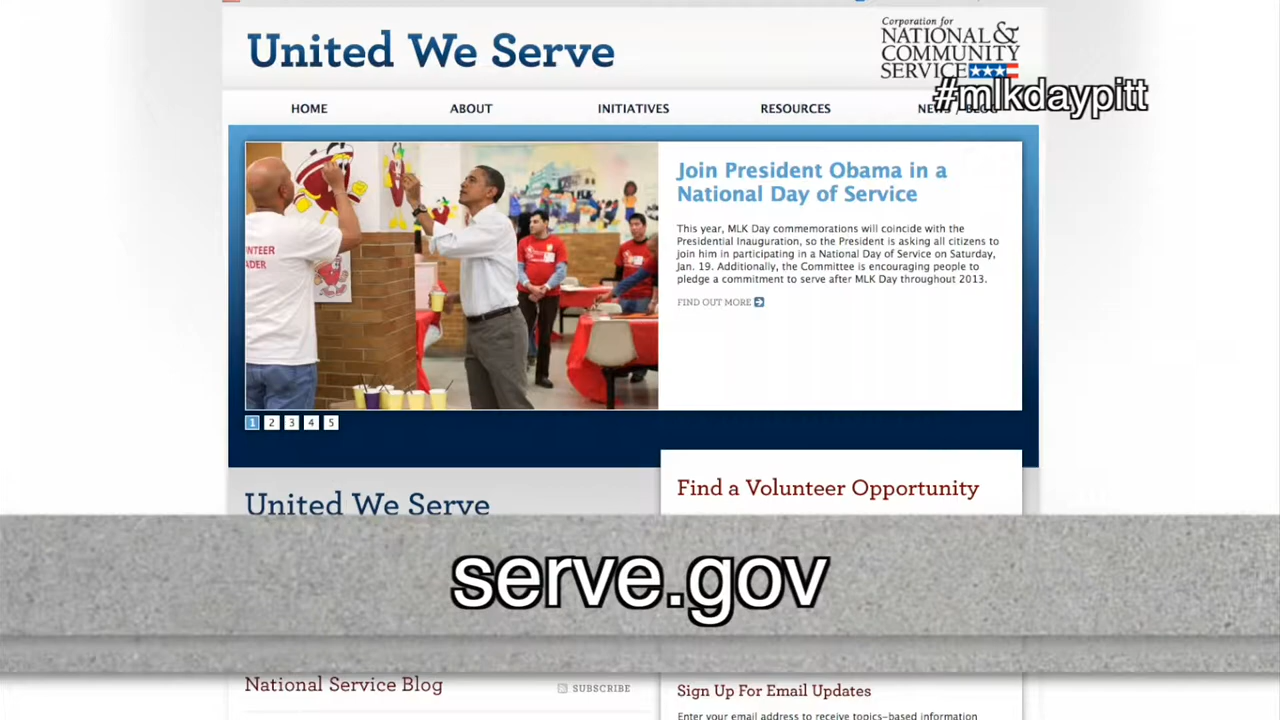 United We Serve
Corporation for
NATIONAL &
COMMUNITY
SERVICE
#mlkdaypitt
HOME ABOUT INITIATIVES RESOURCES
Join President Obama in a
National Day of Service
This year, MLK Day commemorations will coincide with the
Presidential Inauguration, so the President is asking all citizens to
join him in participating in a National Day of Service on Saturday,
Jan. 19. Additionally, the Committee is encouraging people to
pledge a commitment to serve after MLK Day throughout 2013.
FIND OUT MORE
1 2 3 4 5
United We Serve
Find a Volunteer Opportunity
serve.gov
National Service Blog
SUBSCRIBE
Sign Up For Email Updates
Enter your email address to receive topics-based information